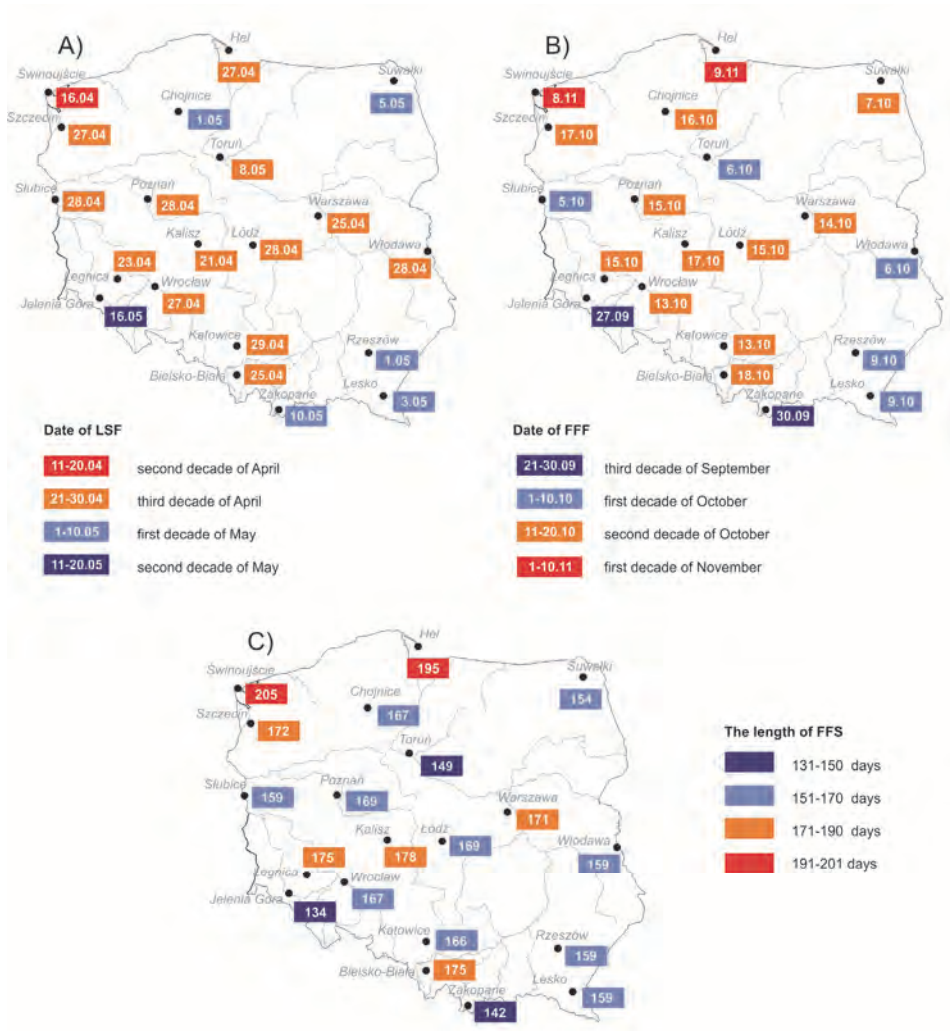 A)
Hel
27.04
Świnoujście
16.04
Suwałki
5.05
Chojnice
1.05
Szczecin
27.04
Toruń
8.05
Słubice
28.04
Poznań
28.04
Warszawa
25.04
Kalisz
21.04
Łódź
28.04
Włodawa
28.04
23.04
Legnica
Wrocław
27.04
Jelenia Góra
16.05
Katowice
29.04
Rzeszów
1.05
Bielsko-Biała
25.04
Lesko
3.05
Zakopane
10.05
Date of LSF
11-20.04 second decade of April
21-30.04 third decade of April
1-10.05 first decade of May
11-20.05 second decade of May
B)
Hel
9.11
Świnoujście
8.11
Suwałki
7.10
Chojnice
16.10
Szczecin
17.10
Toruń
6.10
Słubice
5.10
Poznań
15.10
Warszawa
14.10
Kalisz
17.10
Łódź
15.10
Włodawa
6.10
15.10
Legnica
Wrocław
13.10
Jelenia Góra
27.09
Katowice
13.10
Rzeszów
9.10
Bielsko-Biała
18.10
Lesko
9.10
Zakopane
30.09
Date of FFF
21-30.09 third decade of September
1-10.10 first decade of October
11-20.10 second decade of October
1-10.11 first decade of November
C)
Hel
195
Świnoujście
205
Suwałki
154
Chojnice
167
Szczecin
172
Toruń
149
Słubice
159
Poznań
169
Warszawa
171
Kalisz
178
Łódź
169
Włodawa
159
175
Legnica
Wrocław
167
Jelenia Góra
134
Katowice
166
Rzeszów
159
Bielsko-Biała
175
Lesko
159
Zakopane
142
The length of FFS
131-150 days
151-170 days
171-190 days
191-201 days